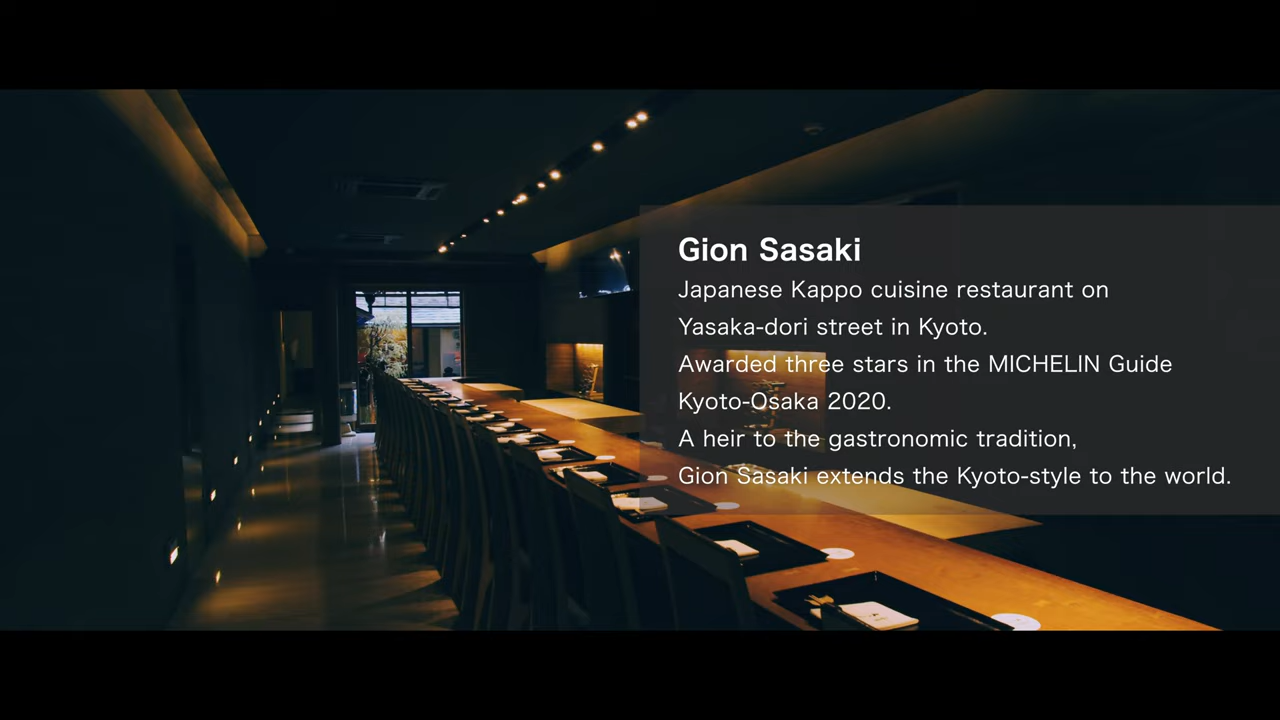 Gion Sasaki
Japanese Kappo cuisine restaurant on
Yasaka-dori street in Kyoto.
Awarded three stars in the MICHELIN Guide
Kyoto-Osaka 2020.
A heir to the gastronomic tradition,
Gion Sasaki extends the Kyoto-style to the world.